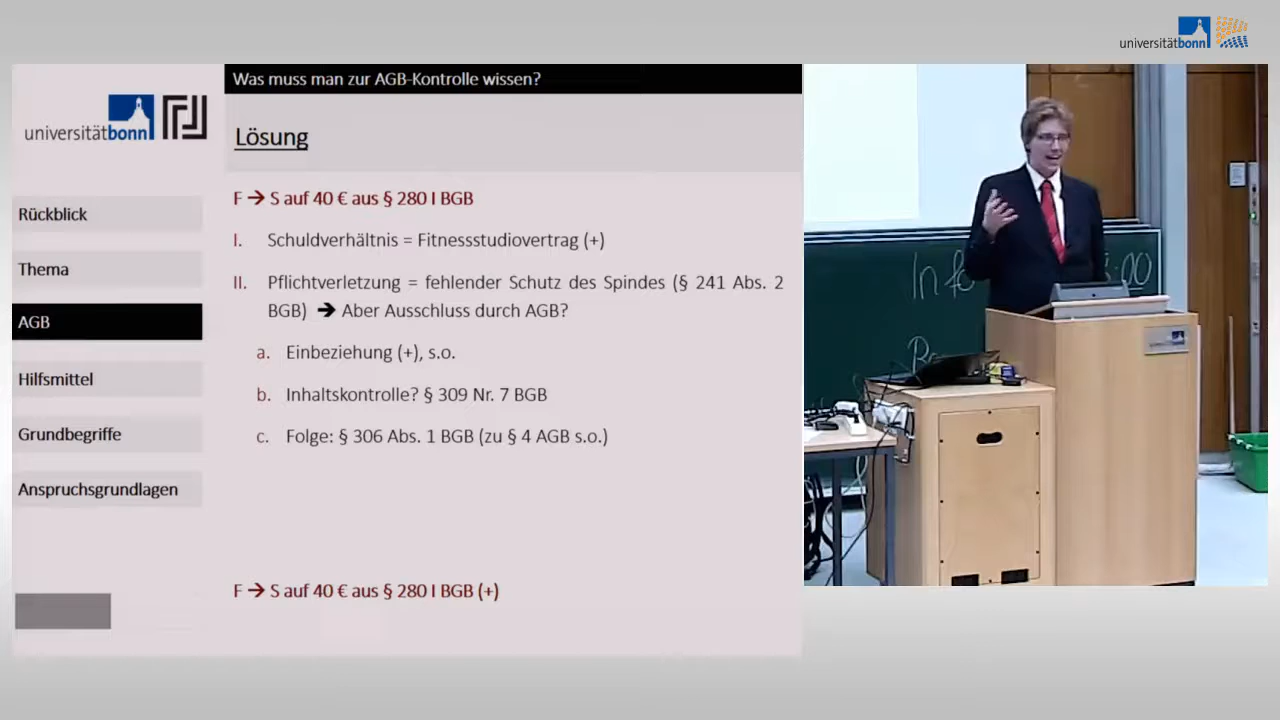 universitätbonn
Was muss man zur AGB-Kontrolle wissen?
universitätbonn
Lösung
Rückblick
Thema
AGB
Hilfsmittel
Grundbegriffe
Anspruchsgrundlagen
F → S auf 40 € aus § 280 I BGB
I. Schuldverhältnis = Fitnessstudiovertrag (+)
II. Pflichtverletzung = fehlender Schutz des Spindes (§ 241 Abs. 2
BGB) → Aber Ausschluss durch AGB?
a. Einbeziehung (+), s.o.
b. Inhaltskontrolle? § 309 Nr. 7 BGB
c. Folge: § 306 Abs. 1 BGB (zu § 4 AGB s.o.)
F → S auf 40 € aus § 280 I BGB (+)